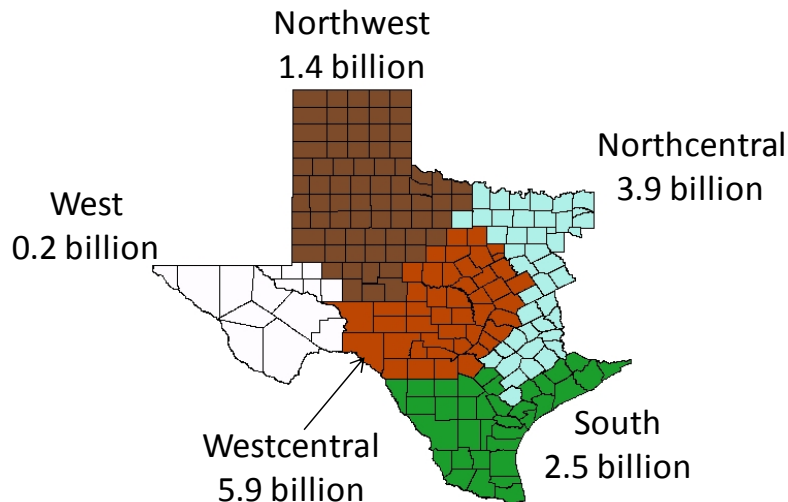 Northwest
1.4 billion
Northcentral
3.9 billion
West
0.2 billion
Westcentral
5.9 billion
South
2.5 billion